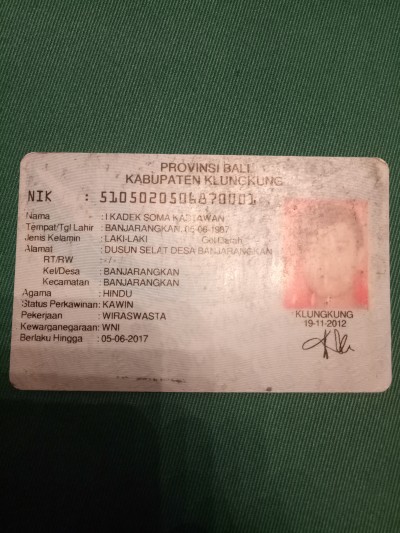 PROVINSI BALI
KABUPATEN KLUNGKUNG
NIK : 5105020506870001
Nama : I KADEK SOMA
Tempat/Tgl Lahir : BANJARANGKAN, 05-06-1987
Jenis Kelamin : LAKI-LAKI Gol Darah
Alamat : DUSUN SELAT DESA BANJARANGKAN
RT/RW : -/-
Kel/Desa : BANJARANGKAN
Kecamatan : BANJARANGKAN
Agama : HINDU
Status Perkawinan: KAWIN
Pekerjaan : WIRASWASTA
Kewarganegaraan: WNI
Berlaku Hingga : 05-06-2017
KLUNGKUNG
19-11-2012